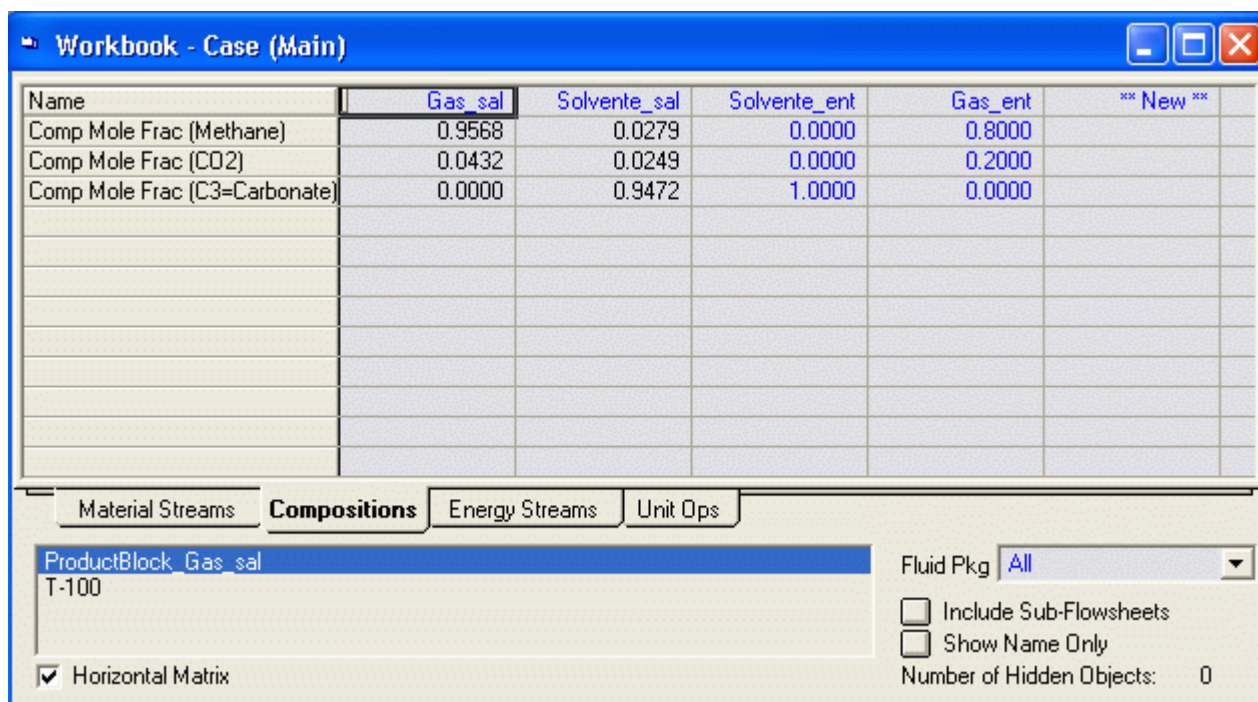 Workbook - Case (Main)
Name Gas_sal Solvente_sal Solvente_ent Gas_ent ** New **
Comp Mole Frac (Methane) 0.9568 0.0279 0.0000 0.8000
Comp Mole Frac (CO2) 0.0432 0.0249 0.0000 0.2000
Comp Mole Frac (C3=Carbonate) 0.0000 0.9472 1.0000 0.0000
Material Streams Compositions Energy Streams Unit Ops
ProductBlock_Gas_sal
T-100
Fluid Pkg All
Include Sub-Flowsheets
Show Name Only
Horizontal Matrix Number of Hidden Objects: 0